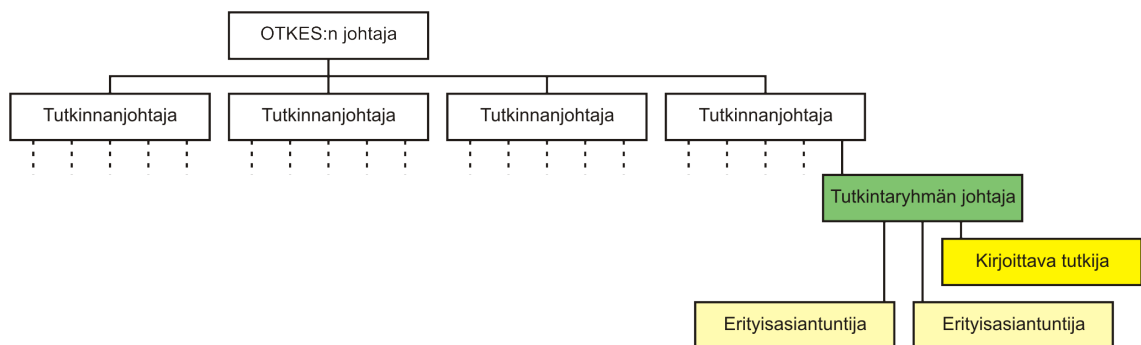 OTKES:n johtaja
Tutkinnanjohtaja
Tutkinnanjohtaja
Tutkinnanjohtaja
Tutkinnanjohtaja
Tutkintaryhmän johtaja
Kirjoittava tutkija
Erityisasiantuntija
Erityisasiantuntija